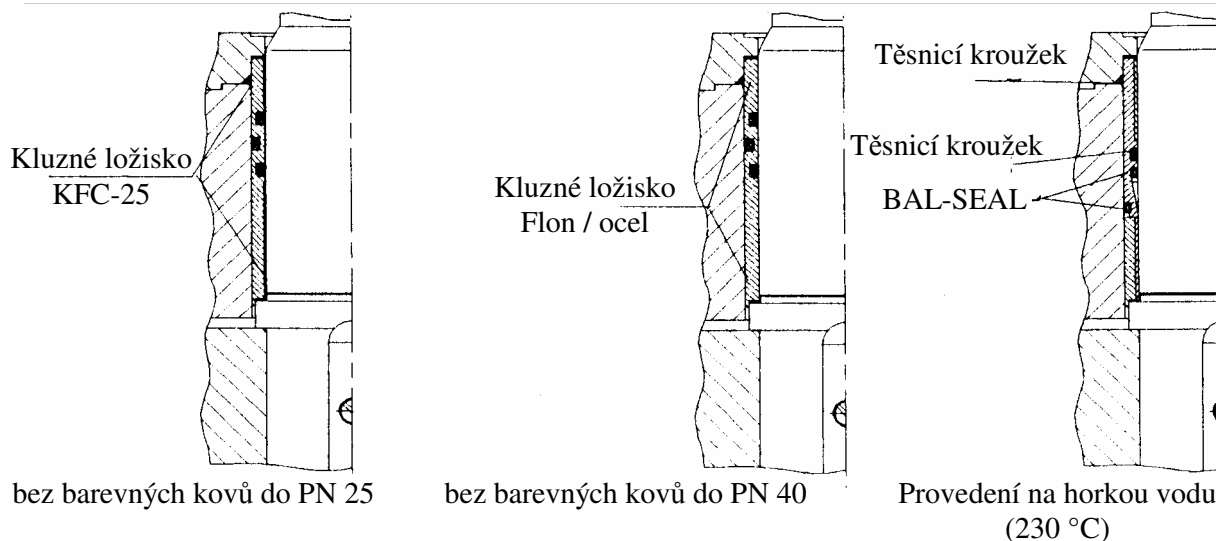 Kluzné ložisko
KFC-25
bez barevných kovů do PN 25
Kluzné ložisko
Flon / ocel
bez barevných kovů do PN 40
Těsnicí kroužek
Těsnicí kroužek
BAL-SEAL
Provedení na horkou vodu
(230 °C)